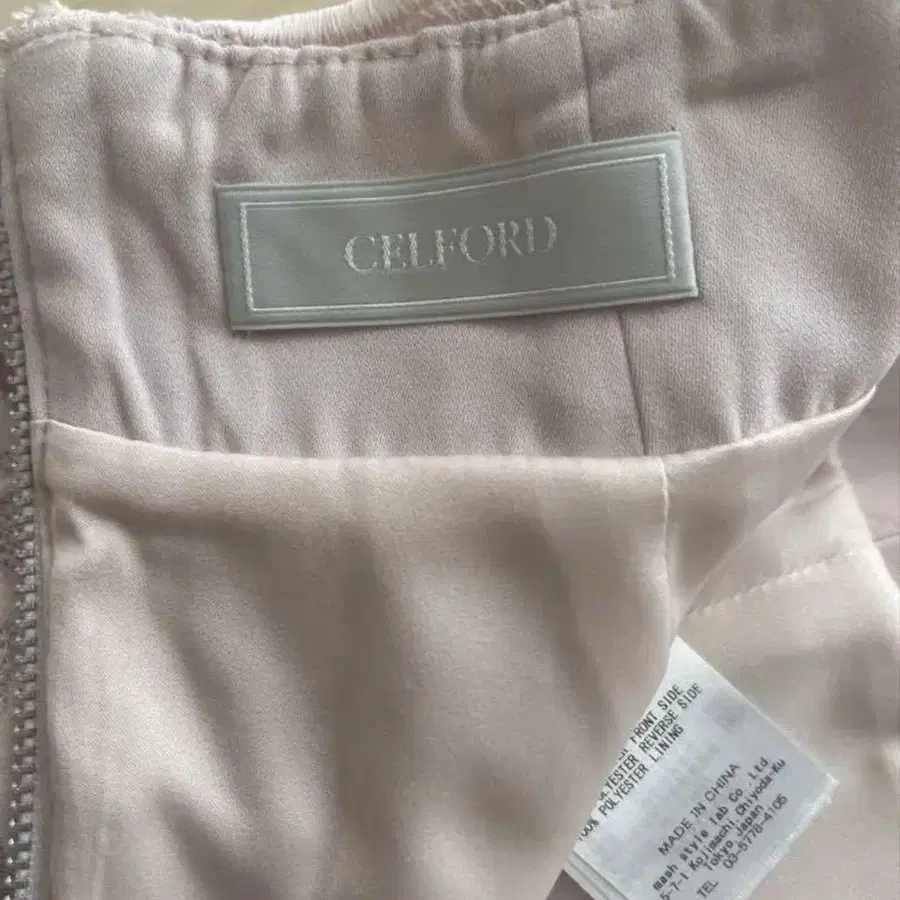 CELFORD
FRONT SIDE
POLYESTER REVERSE SIDE
100% POLYESTER LINING
MADE IN CHINA
mash style lab Co.,Ltd
5-7-1 Kojimachi,Chiyoda-Ku
Tokyo Japan
TEL 03-5778-4106